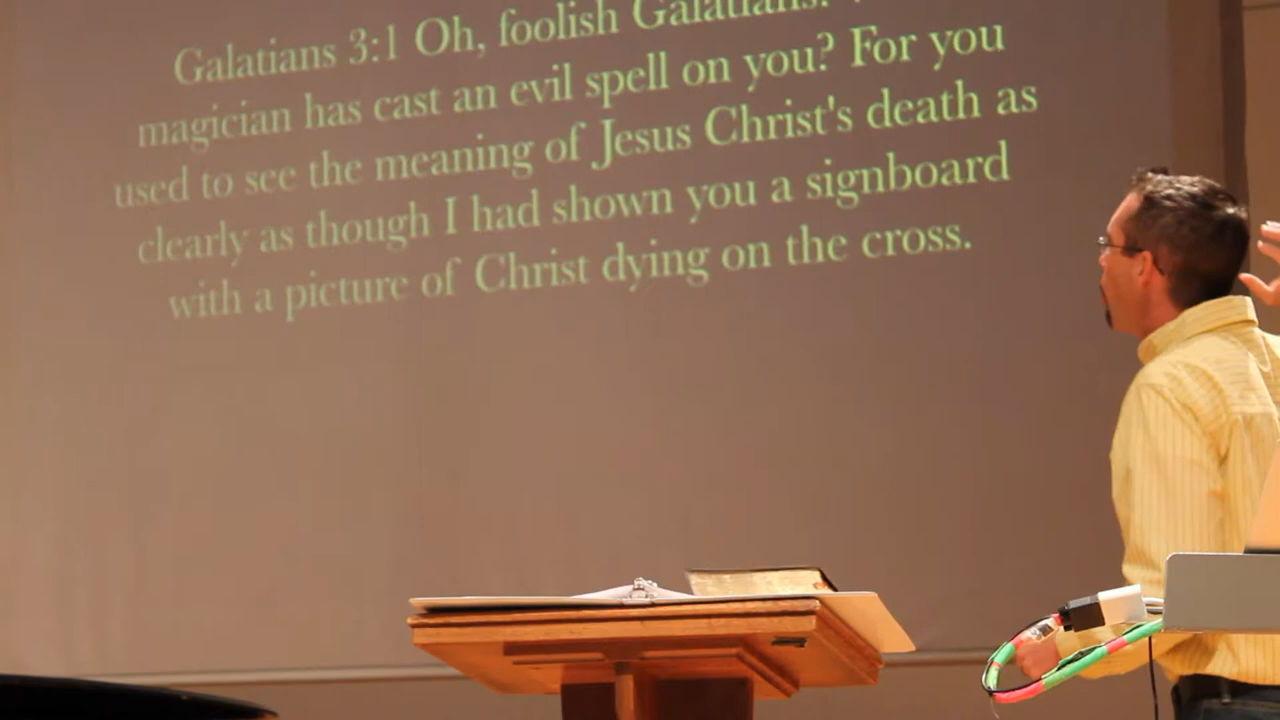 Galatians 3:1 Oh, foolish Galatians!
magician has cast an evil spell on you? For you
used to see the meaning of Jesus Christ's death as
clearly as though I had shown you a signboard
with a picture of Christ dying on the cross.